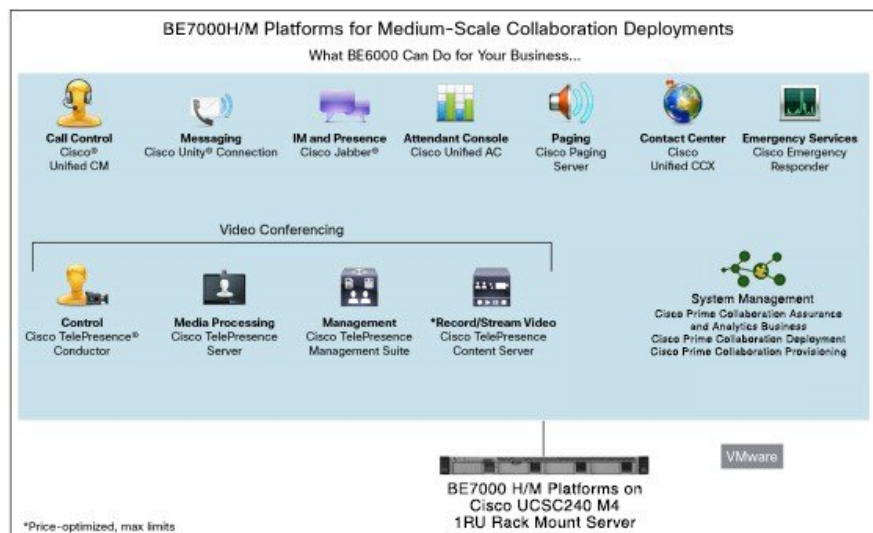 BE7000H/M Platforms for Medium-Scale Collaboration Deployments
What BE6000 Can Do for Your Business...
Call Control
Cisco®
Unified CM
Messaging
Cisco Unity® Connection
IM and Presence
Cisco Jabber®
Attendant Console
Cisco Unified AC
Paging
Cisco Paging
Server
Contact Center
Cisco
Unified CCX
Emergency Services
Cisco Emergency
Responder
Video Conferencing
Control
Cisco TelePresence®
Conductor
Media Processing
Cisco TelePresence
Server
Management
Cisco TelePresence
Management Suite
*Record/Stream Video
Cisco TelePresence
Content Server
System Management
Cisco Prime Collaboration Assurance
and Analytics Business
Cisco Prime Collaboration Deployment
Cisco Prime Collaboration Provisioning
VMware
BE7000 H/M Platforms on
Cisco UCSC240 M4
1RU Rack Mount Server
*Price-optimized, max limits